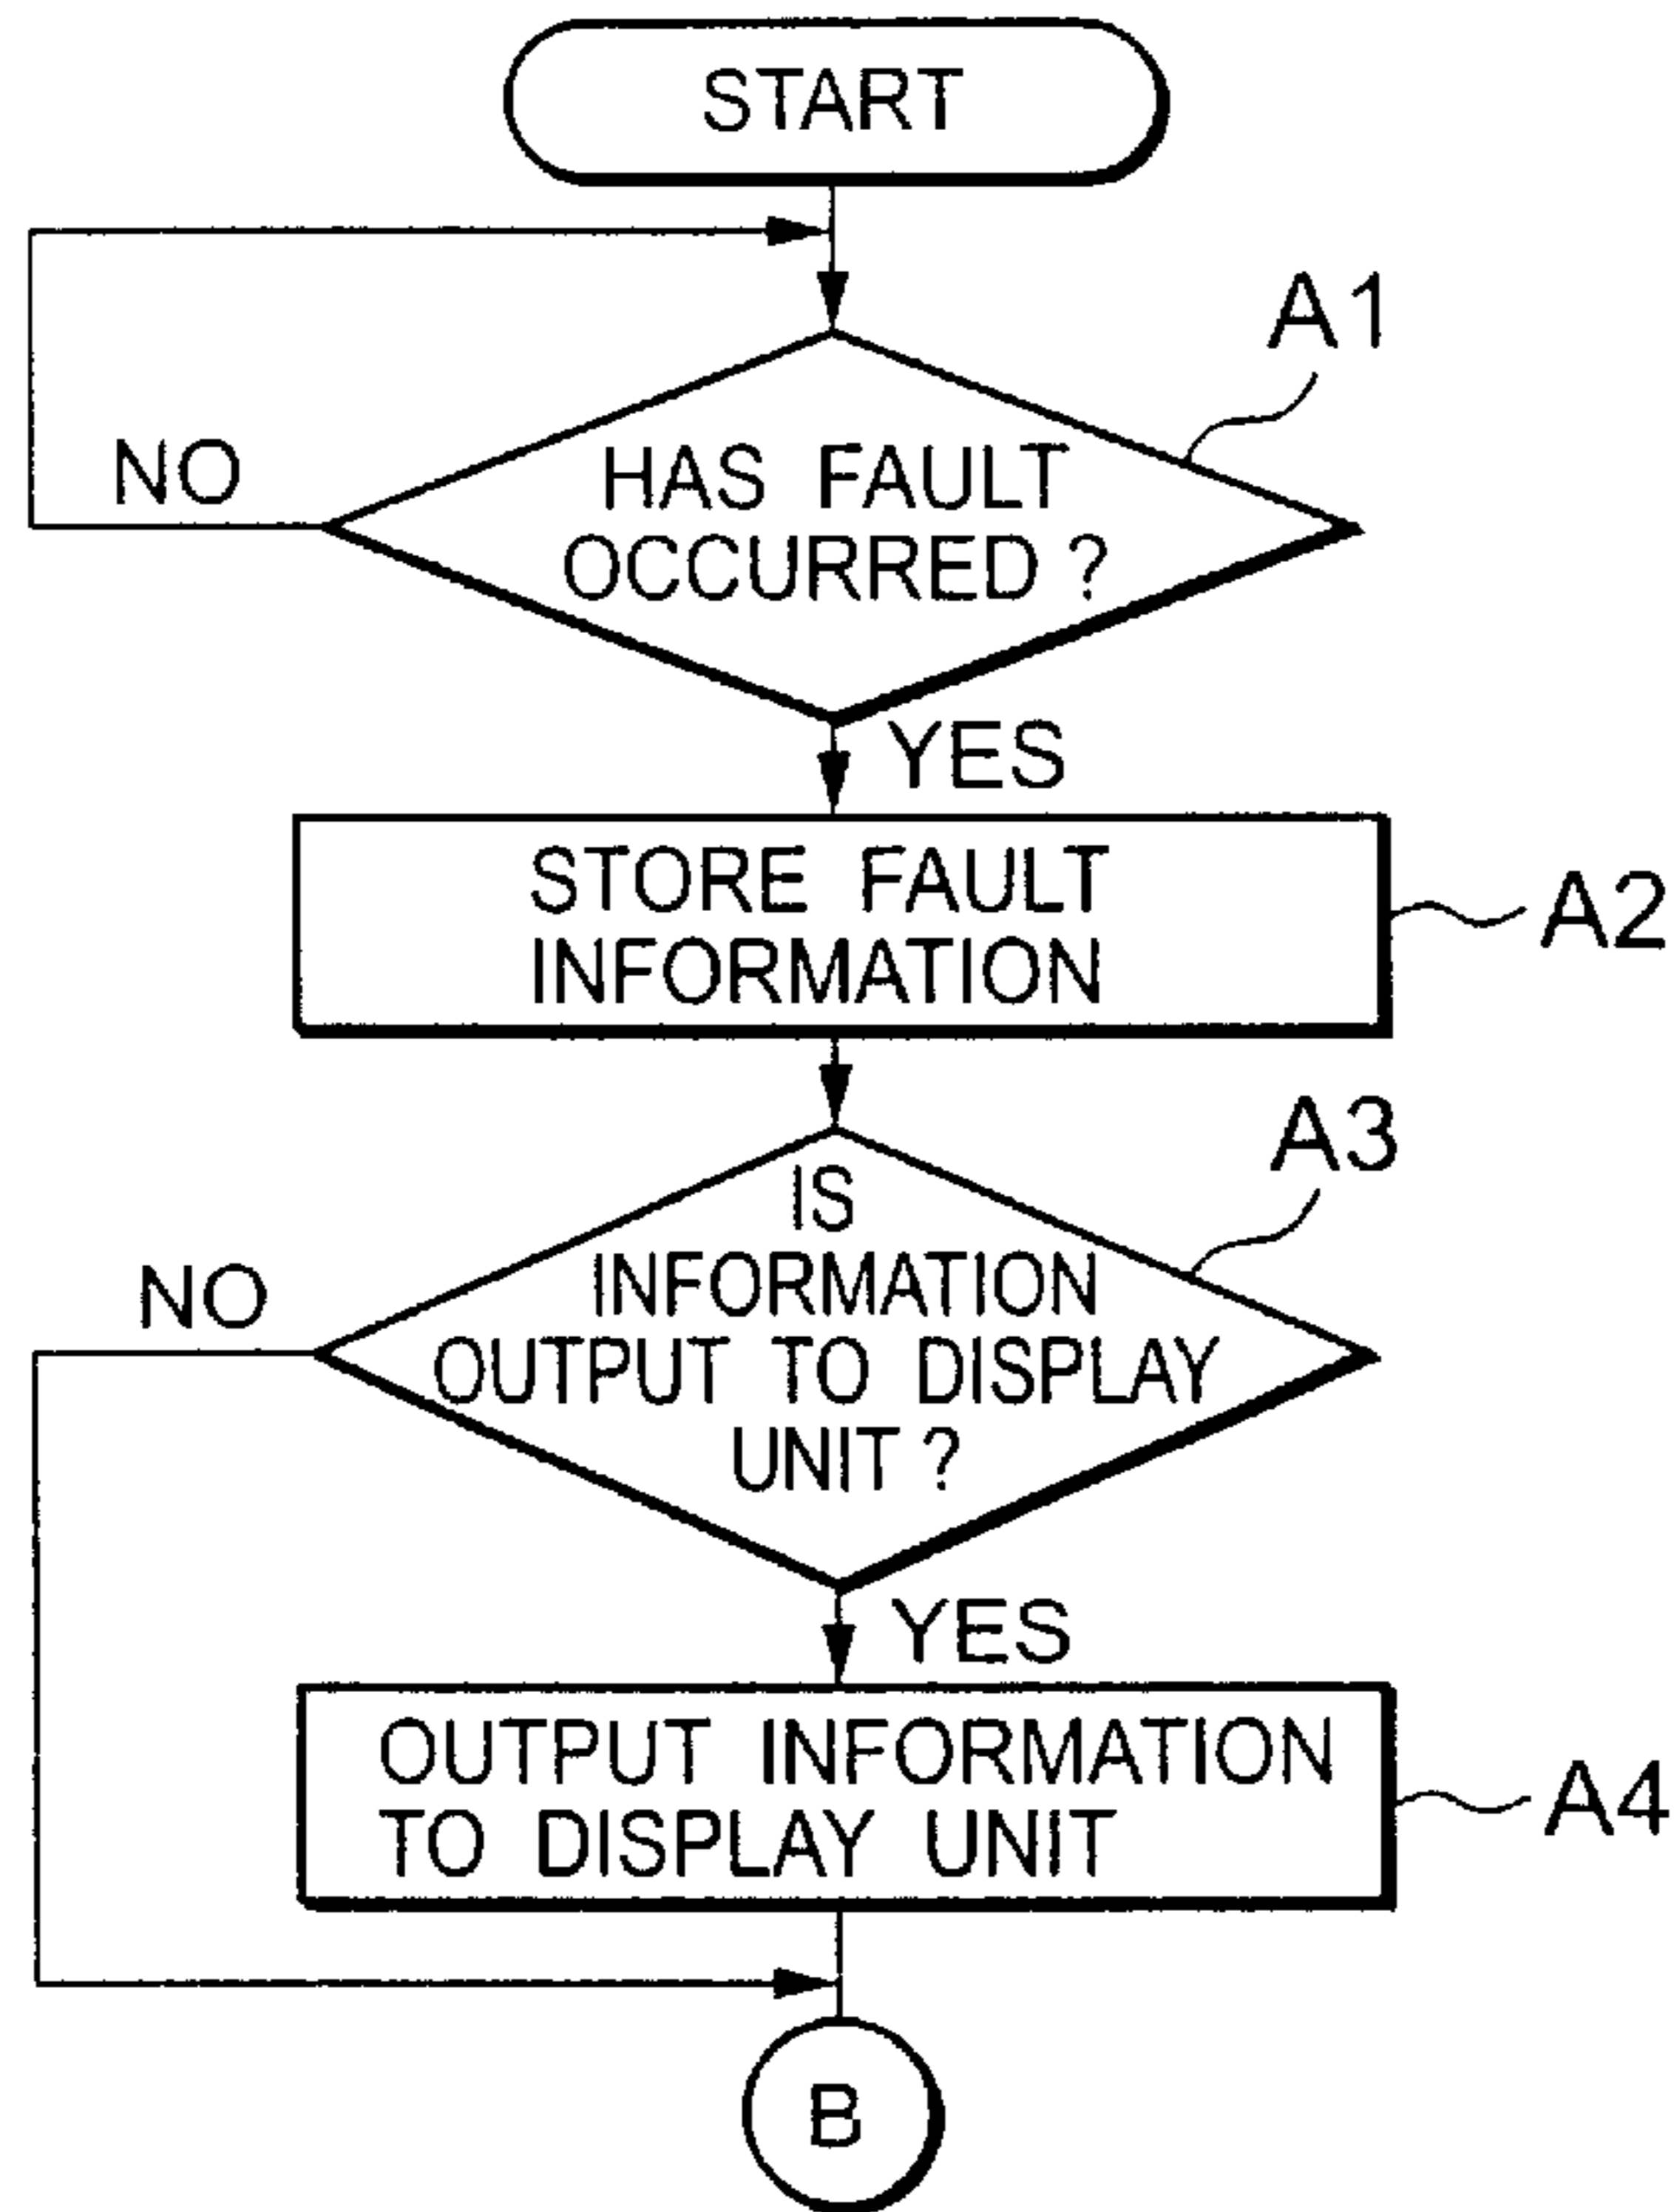 START
A1
NO
HAS FAULT
OCCURRED ?
YES
STORE FAULT
INFORMATION
A2
A3
IS
INFORMATION
OUTPUT TO DISPLAY
UNIT ?
NO
YES
OUTPUT INFORMATION
TO DISPLAY UNIT
A4
B